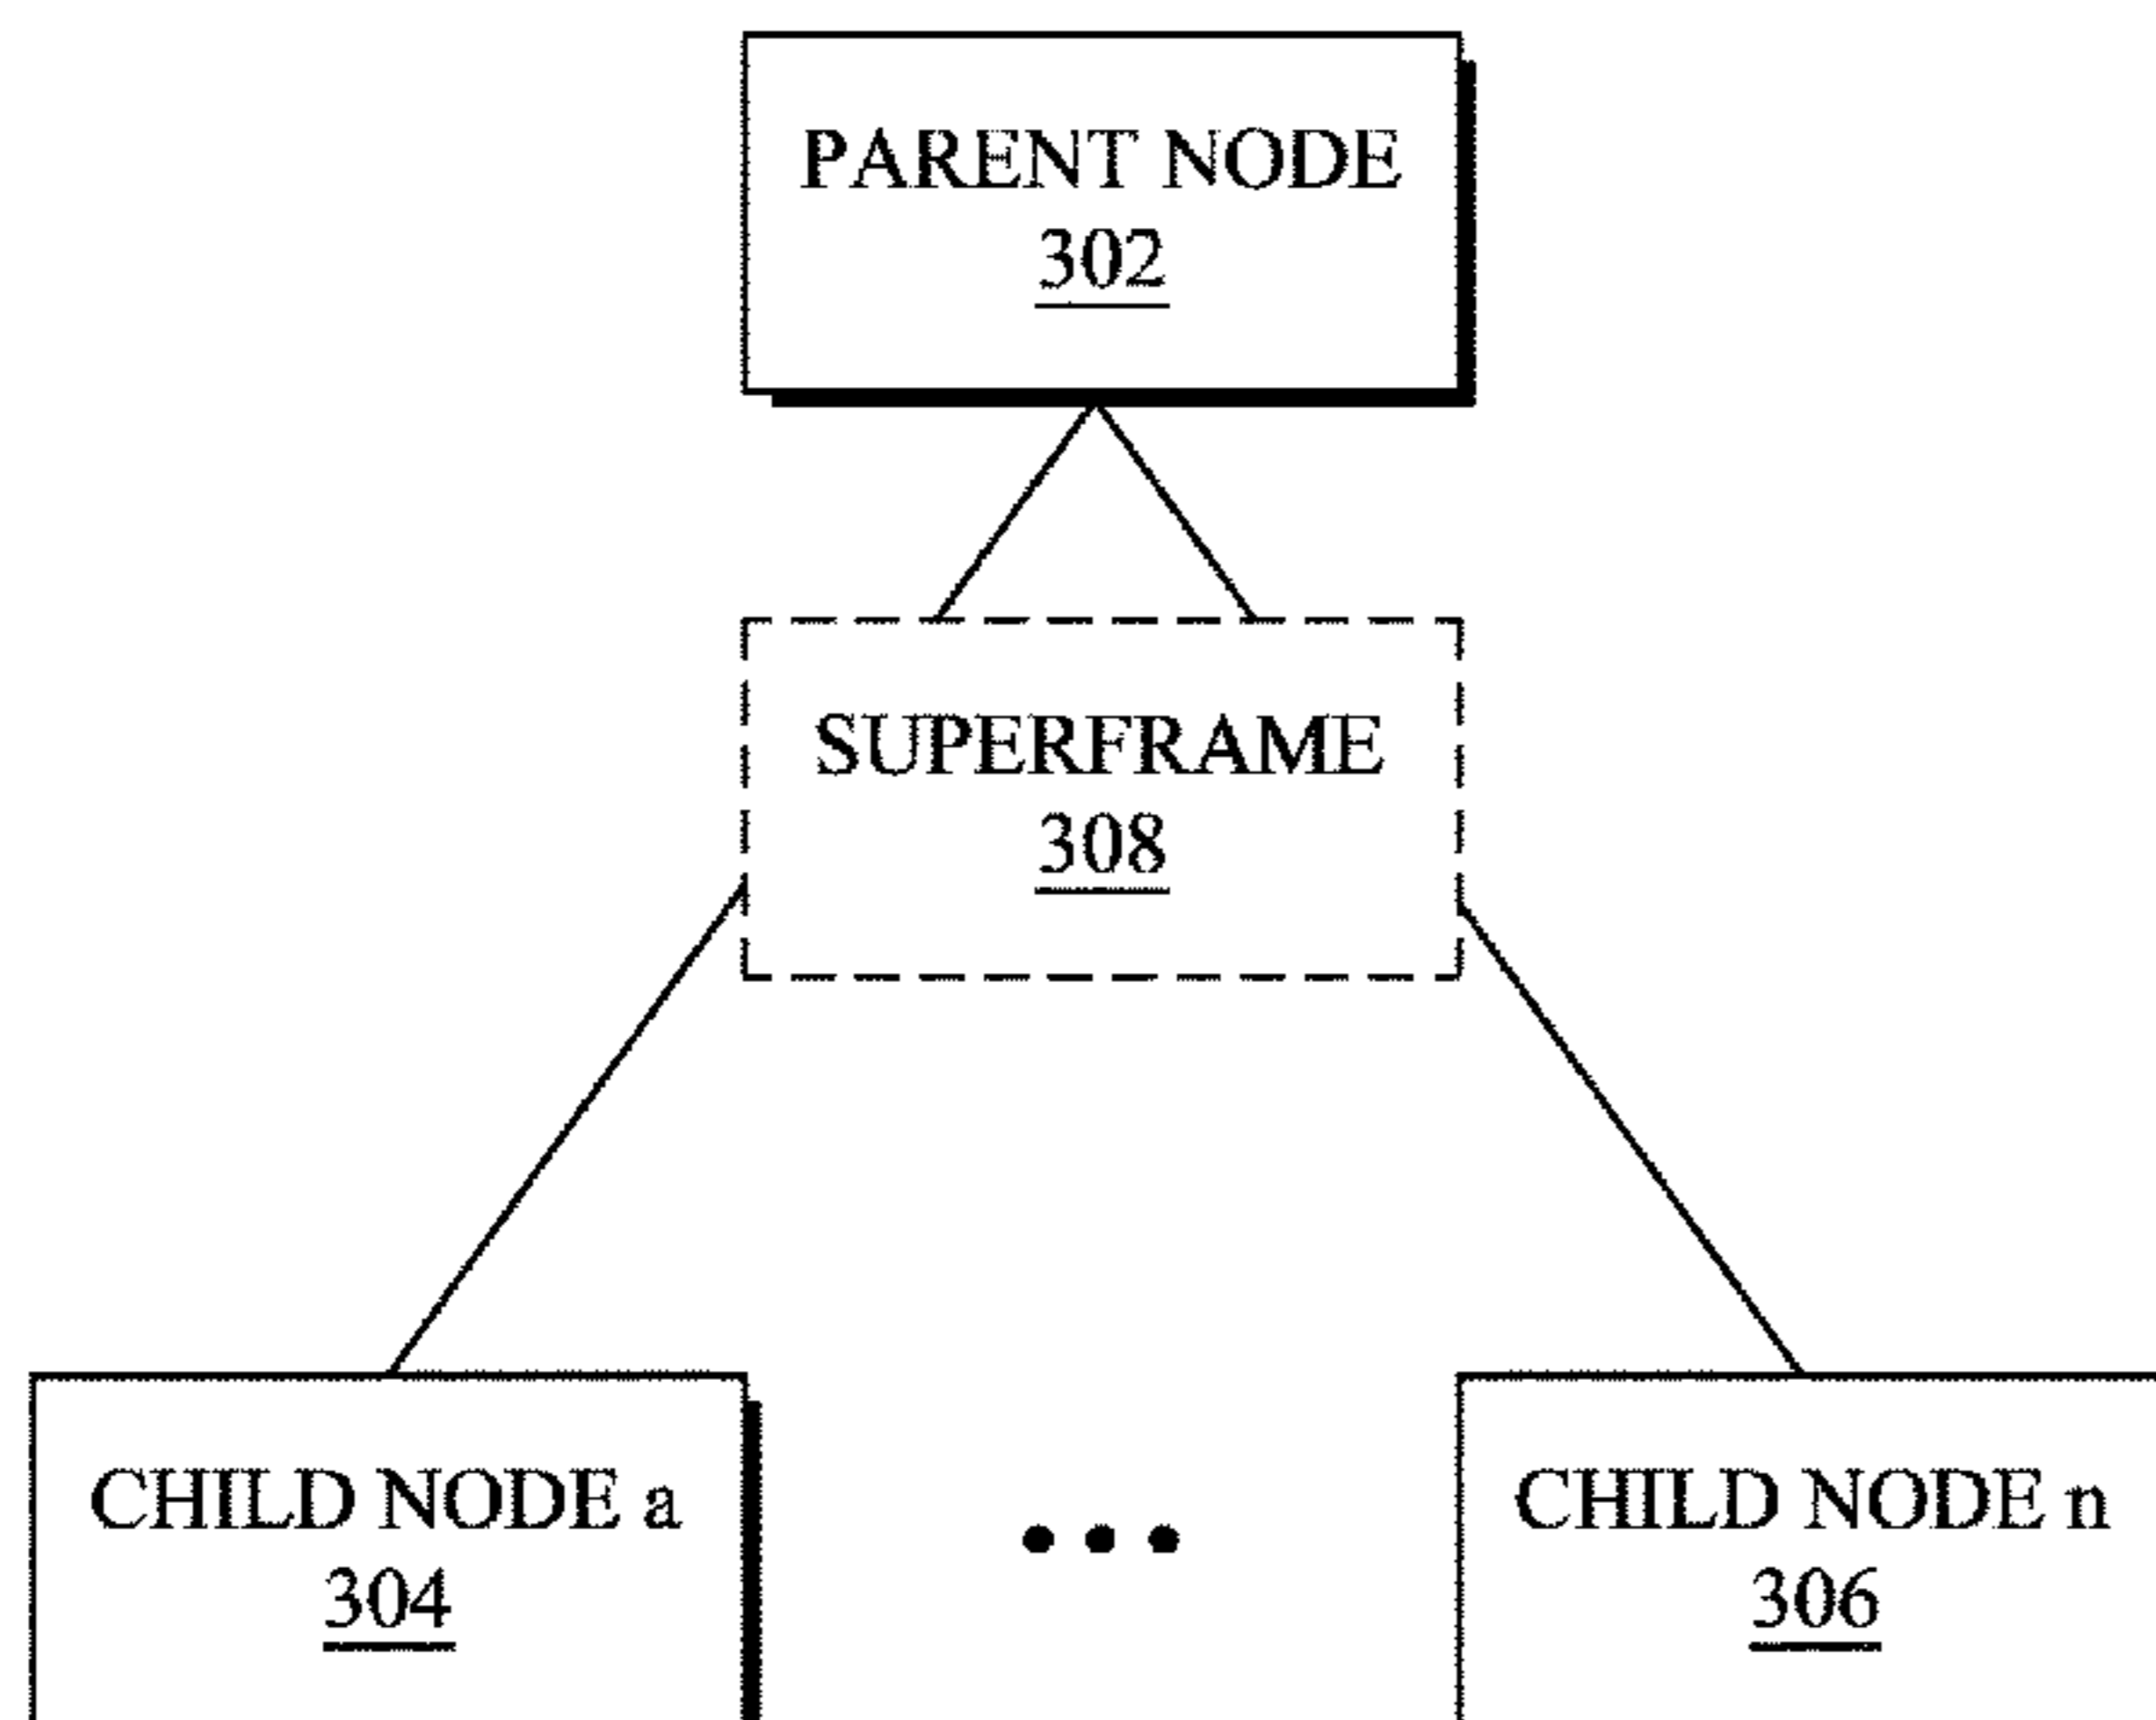 PARENT NODE
302
SUPERFRAME
308
CHILD NODE a
304
• • •
CHILD NODE n
306